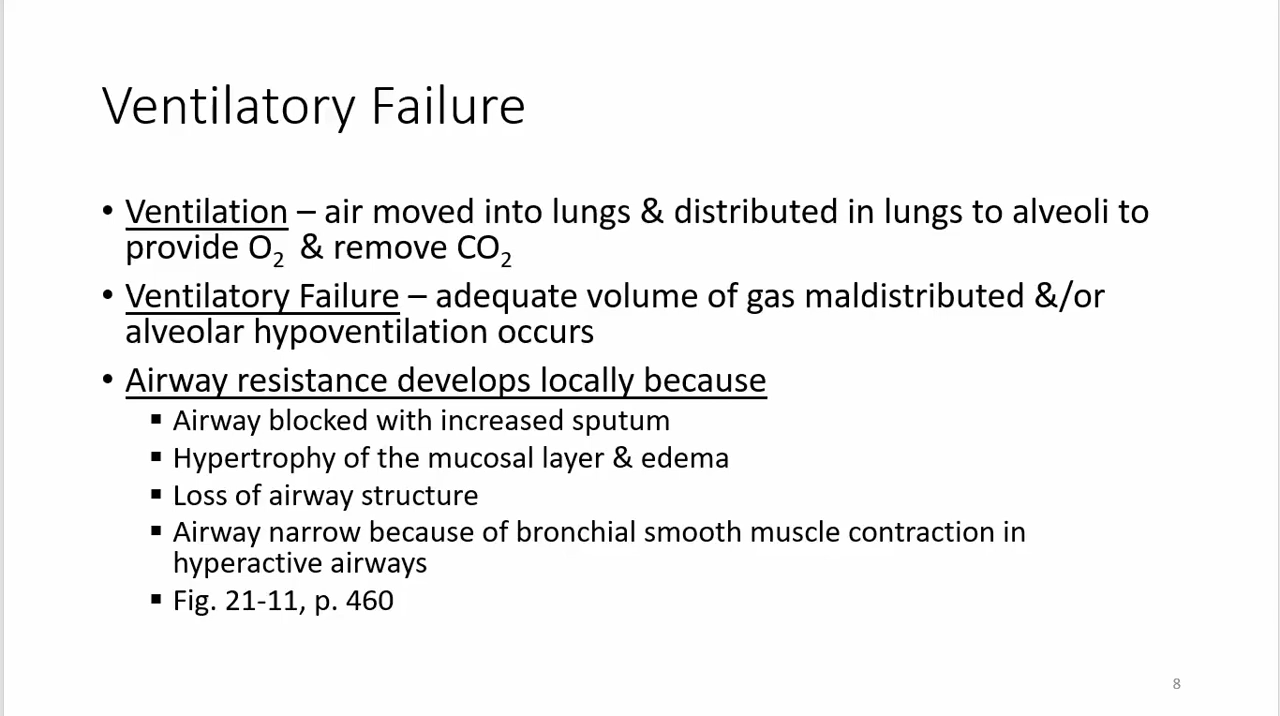 Ventilatory Failure
• Ventilation – air moved into lungs & distributed in lungs to alveoli to
provide O₂ & remove CO₂
• Ventilatory Failure – adequate volume of gas maldistributed &/or
alveolar hypoventilation occurs
• Airway resistance develops locally because
▪ Airway blocked with increased sputum
▪ Hypertrophy of the mucosal layer & edema
▪ Loss of airway structure
▪ Airway narrow because of bronchial smooth muscle contraction in
hyperactive airways
▪ Fig. 21-11, p. 460
8